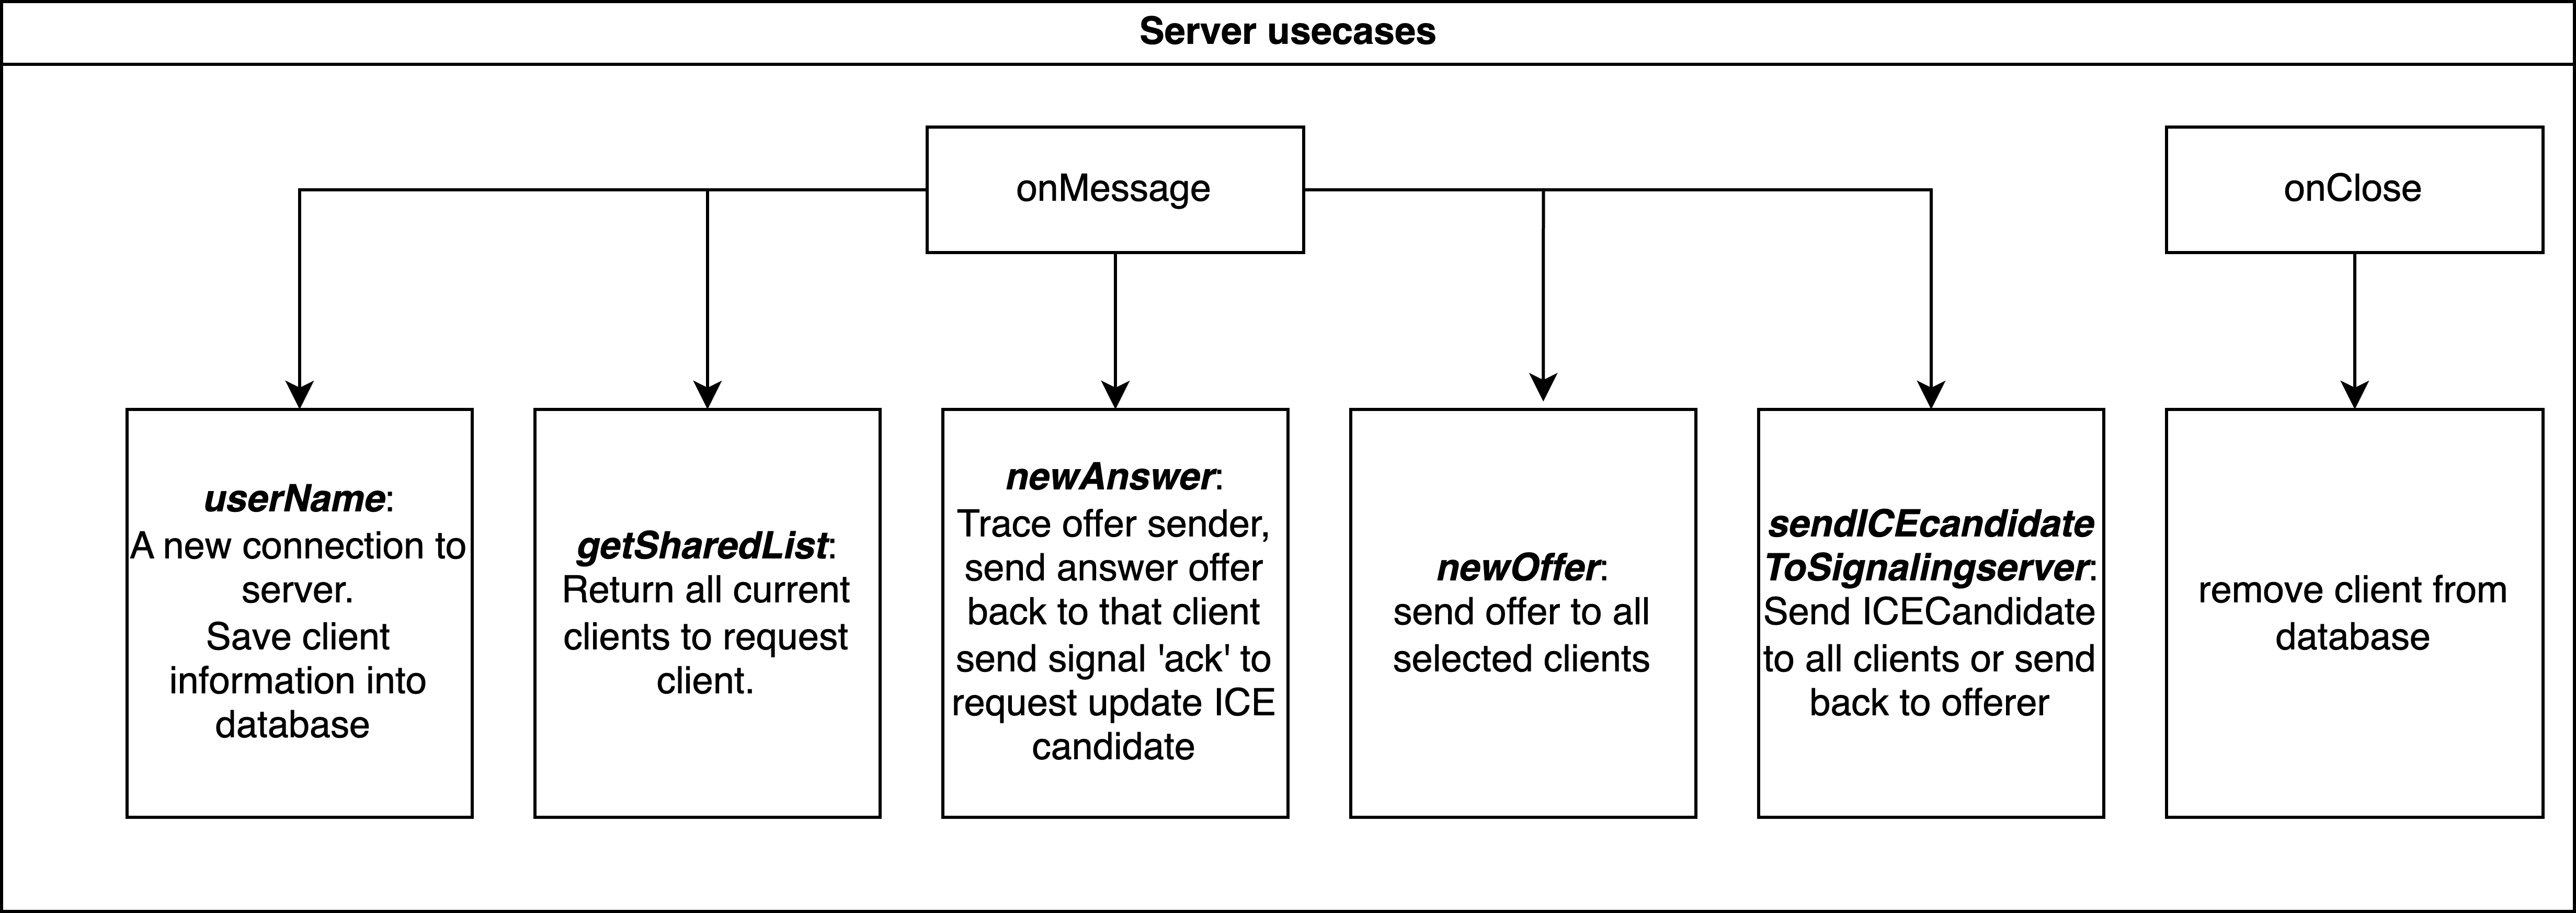 Server usecases
onMessage
onClose
userName:
A new connection to
server.
Save client
information into
database
getSharedList:
Return all current
clients to request
client.
newAnswer:
Trace offer sender,
send answer offer
back to that client
send signal 'ack' to
request update ICE
candidate
newOffer:
send offer to all
selected clients
sendICEcandidate
ToSignalingserver:
Send ICECandidate
to all clients or send
back to offerer
remove client from
database